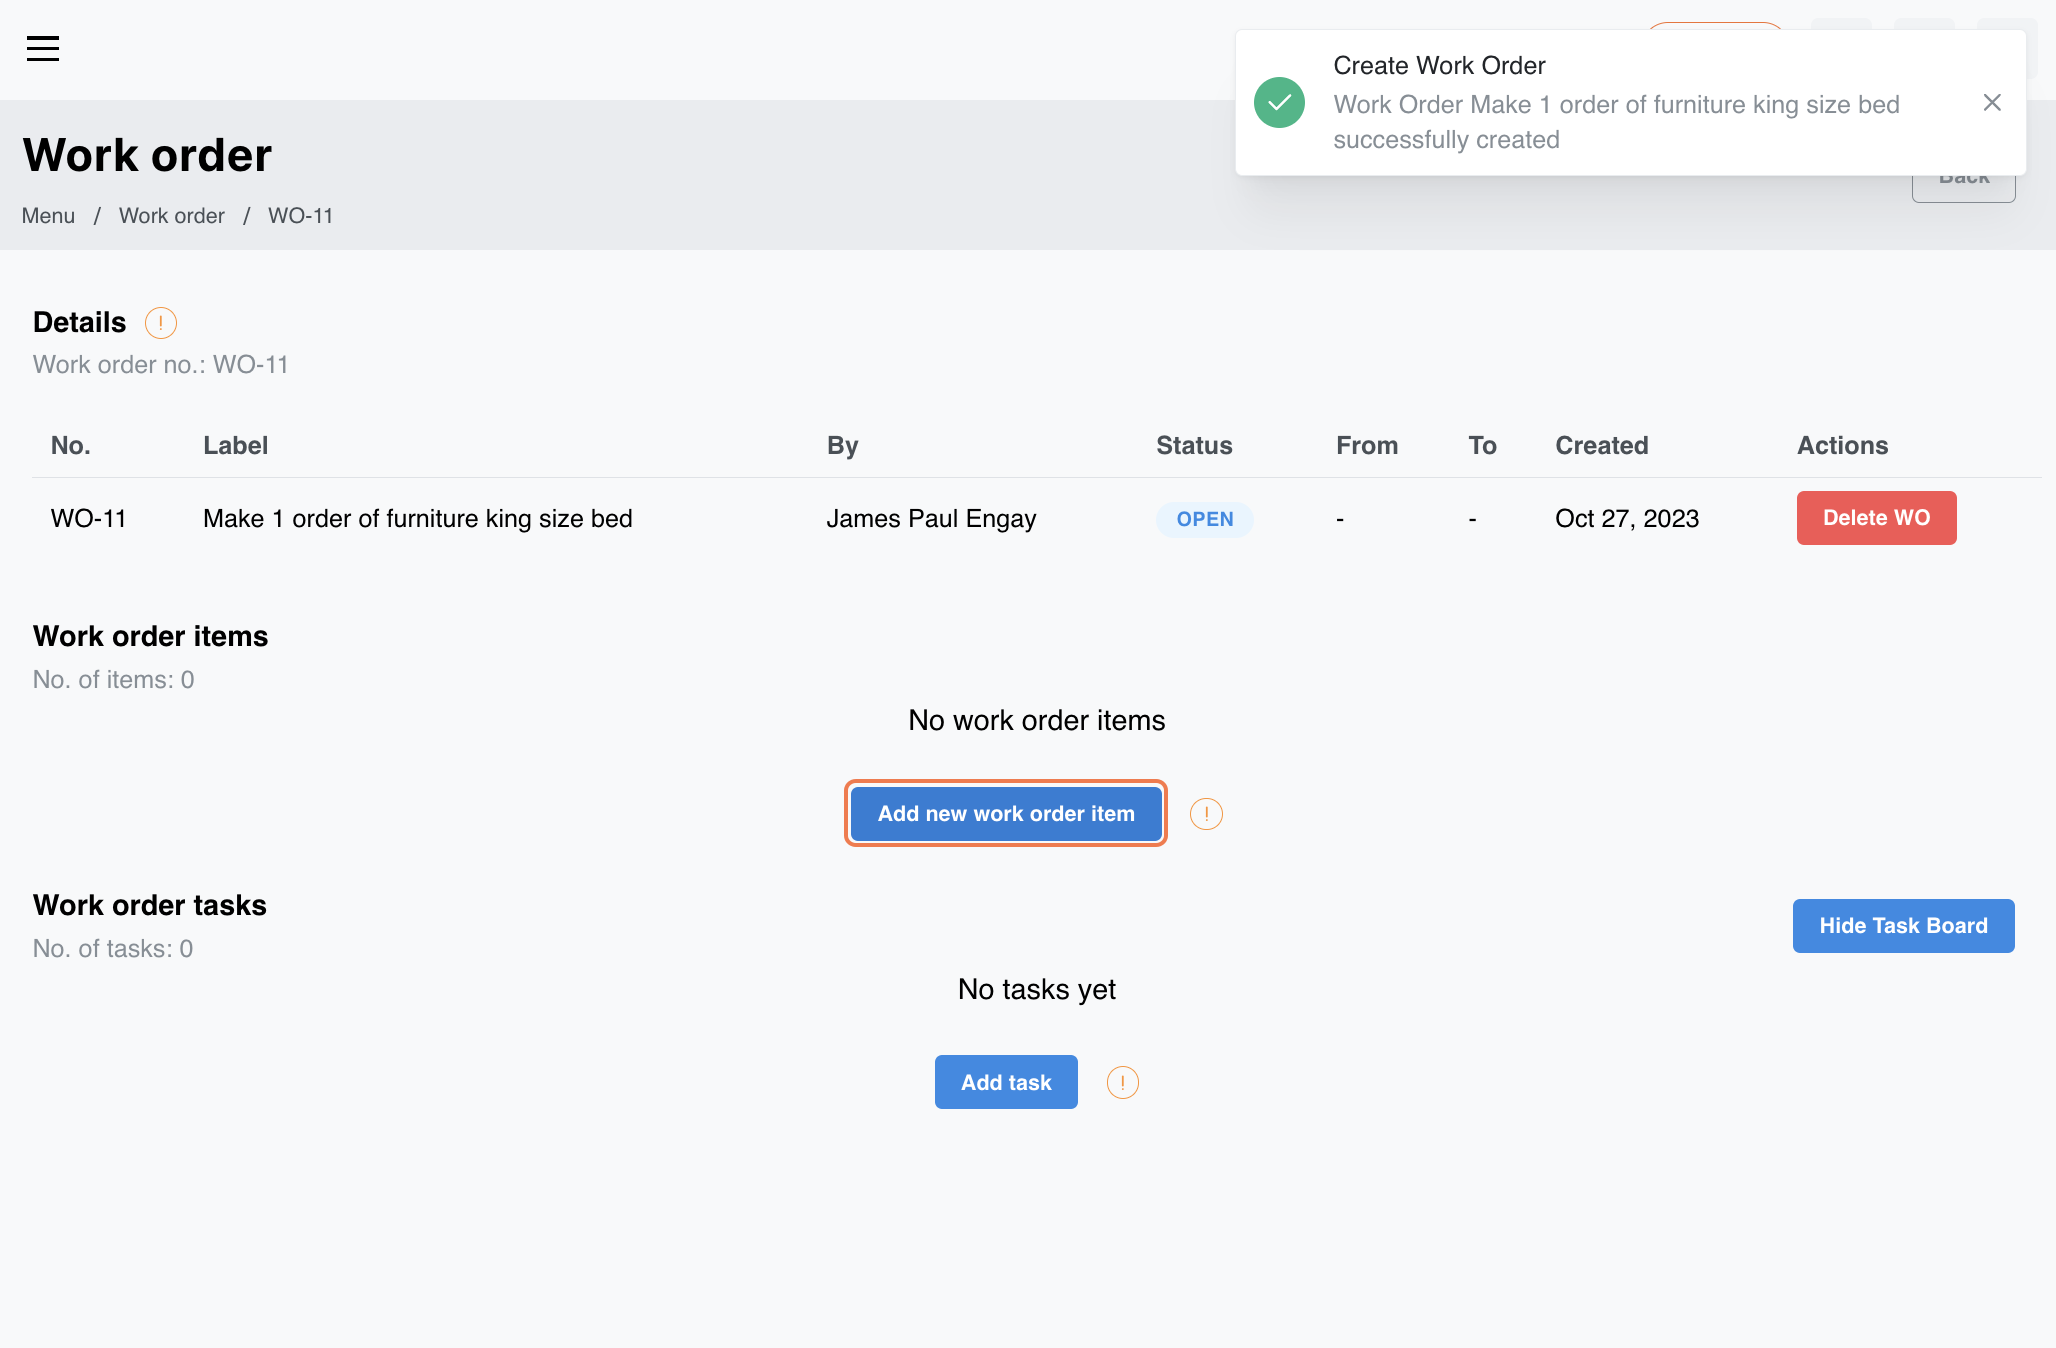 Create Work Order
Work Order Make 1 order of furniture king size bed
successfully created
Work order
Back
Menu / Work order / WO-11
Details
Work order no.: WO-11
No. Label By Status From To Created Actions
WO-11 Make 1 order of furniture king size bed James Paul Engay OPEN - - Oct 27, 2023 Delete WO
Work order items
No. of items: 0
No work order items
Add new work order item
Work order tasks
No. of tasks: 0
Hide Task Board
No tasks yet
Add task